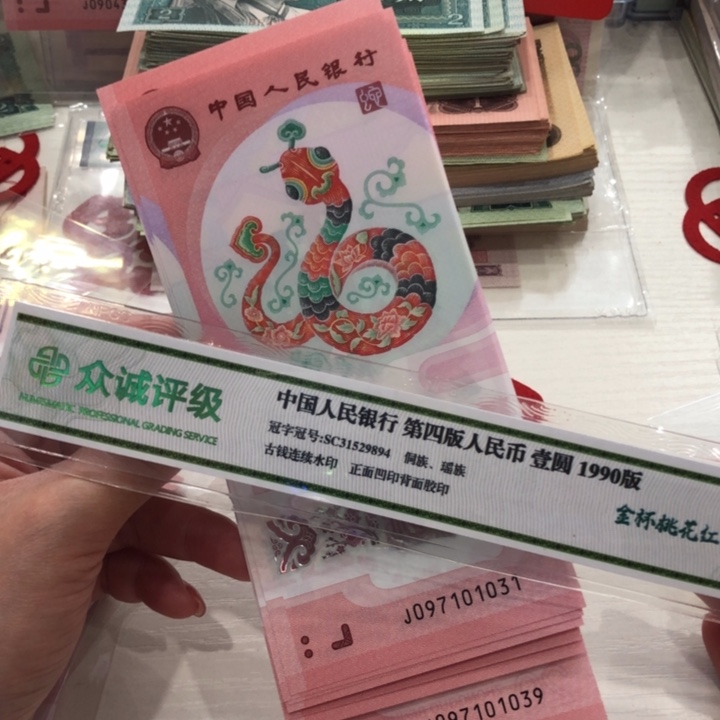 中国人民银行
众诚评级
NUMISMATIC PROFESSIONAL GRADING SERVICE
中国人民银行 第四版人民币 壹圆 1990版
冠字冠号:SC31529894 侗族、瑶族
古钱连续水印 正面凹印背面胶印
金杯桃花红
J097101031
J097101039